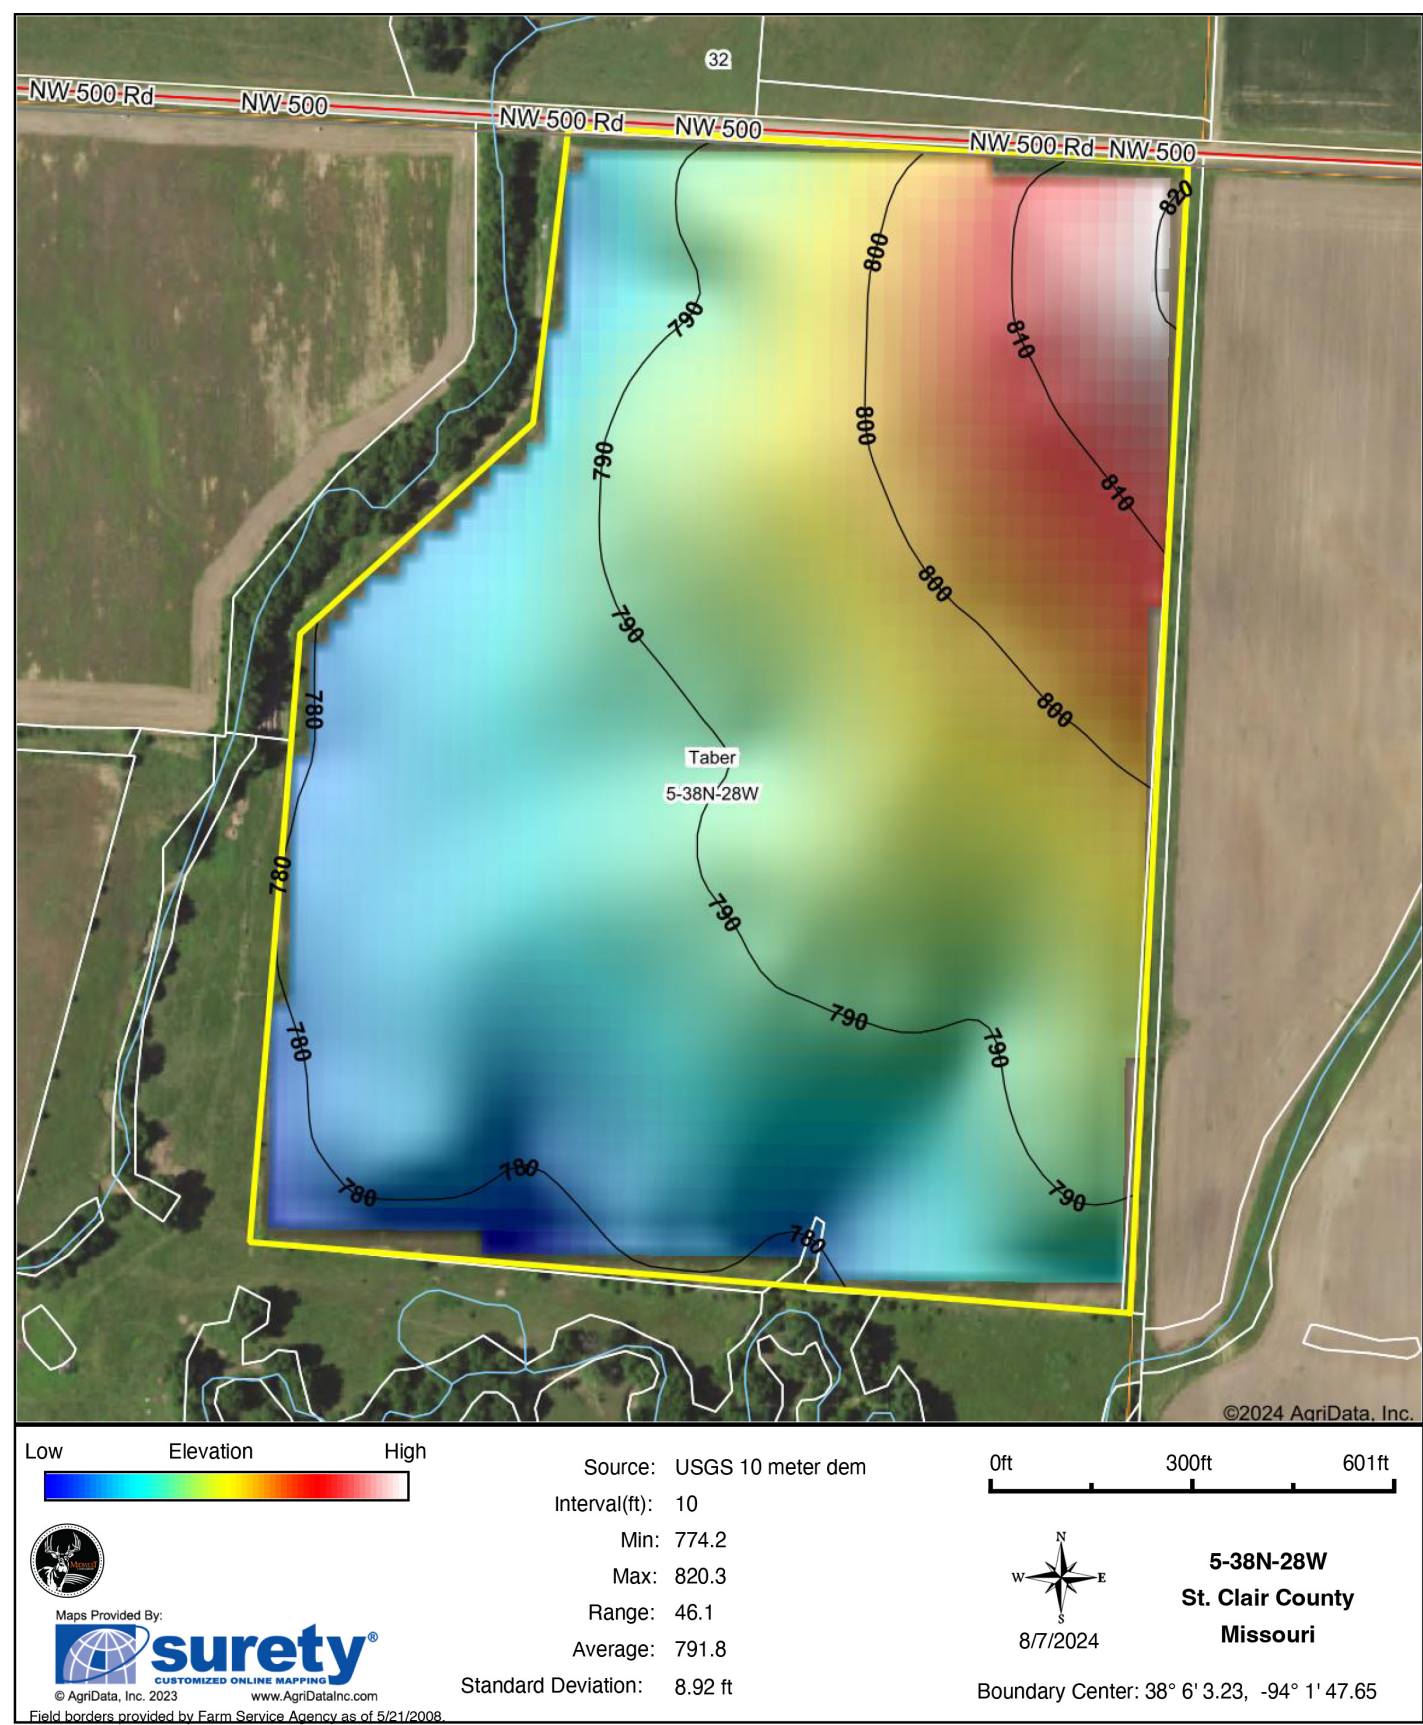 32
NW 500 Rd
NW 500
NW 500 Rd
NW 500
NW 500 Rd
NW 500
820
800
790
810
800
790
810
800
790
780
800
Taber
5-38N-28W
780
790
790
780
790
780
780
790
780
©2024 AgriData, Inc.
Low Elevation High
Source: USGS 10 meter dem
Interval(ft): 10
Min: 774.2
Max: 820.3
Range: 46.1
Average: 791.8
Standard Deviation: 8.92 ft
0ft 300ft 601ft
N
W E
S
8/7/2024
5-38N-28W
St. Clair County
Missouri
Boundary Center: 38° 6' 3.23, -94° 1' 47.65
MIDWEST
Maps Provided By:
surety®
CUSTOMIZED ONLINE MAPPING
© AgriData, Inc. 2023 www.AgriDataInc.com
Field borders provided by Farm Service Agency as of 5/21/2008.